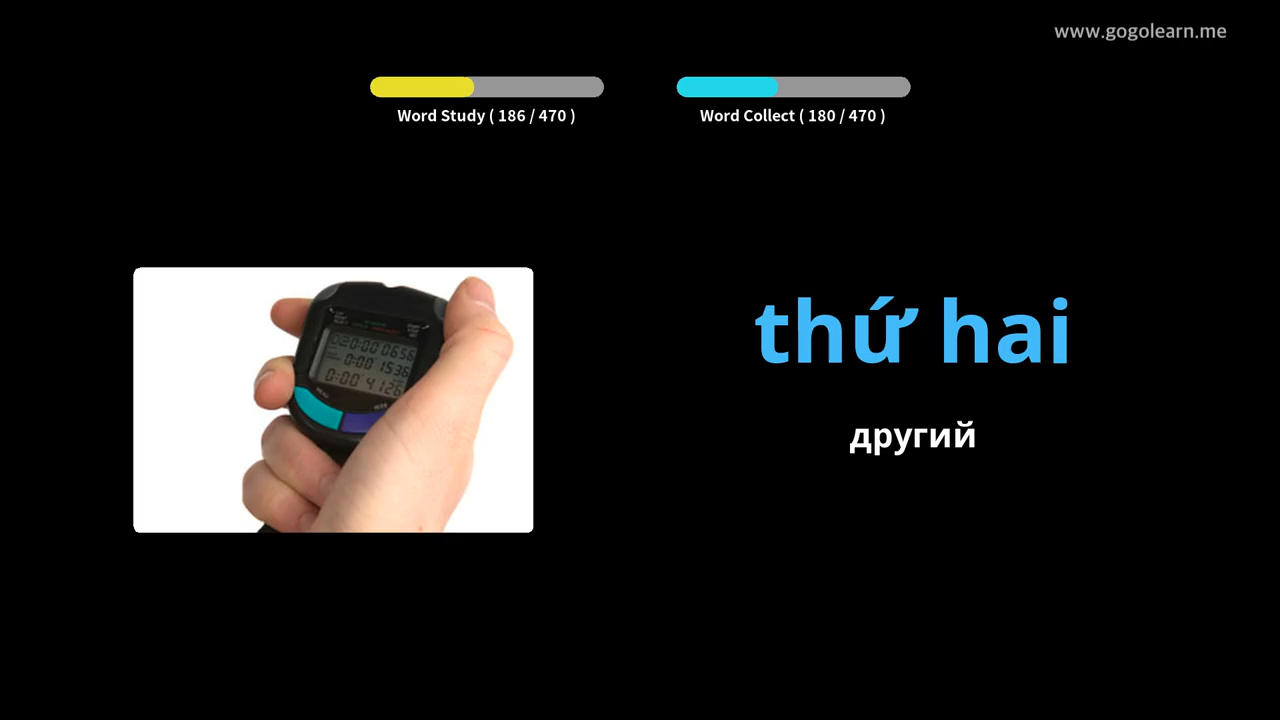 www.gogolearn.me
Word Study ( 186 / 470 )
Word Collect ( 180 / 470 )
thứ hai
другий